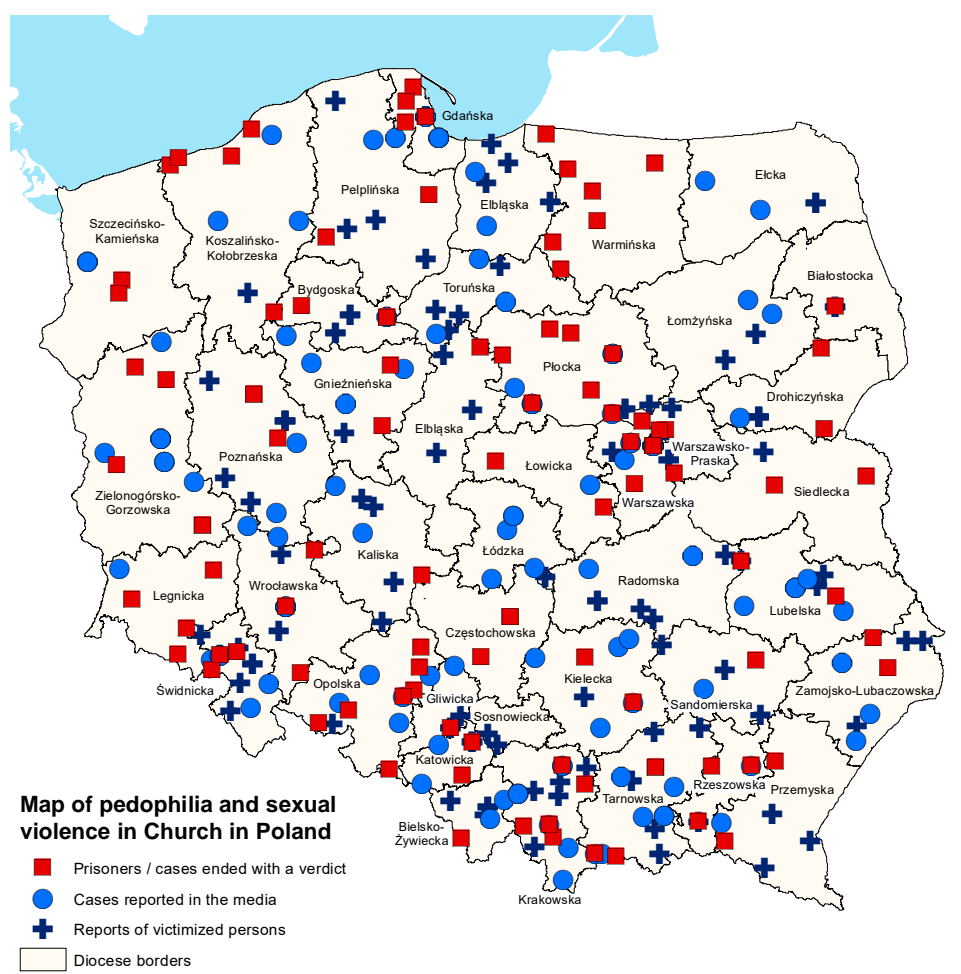 Gdańska
Ełcka
Pelplińska
Elbląska
Szczecińsko-
Kamieńska
Koszalińsko-
Kołobrzeska
Warmińska
Białostocka
Bydgoska
Toruńska
Łomżyńska
Płocka
Gnieźnieńska
Drohiczyńska
Elbląska
Poznańska
Łowicka
Warszawsko-
Praska
Zielonogórsko-
Gorzowska
Siedlecka
Warszawska
Kaliska
Łódzka
Radomska
Wrocławska
Legnicka
Lubelska
Częstochowska
Kielecka
Opolska
Świdnicka
Gliwicka
Sandomierska
Zamojsko-Lubaczowska
Sosnowiecka
Katowicka
Rzeszowska
Przemyska
Tarnowska
Bielsko-
Żywiecka
Krakowska
Map of pedophilia and sexual
violence in Church in Poland
Prisoners / cases ended with a verdict
Cases reported in the media
Reports of victimized persons
Diocese borders